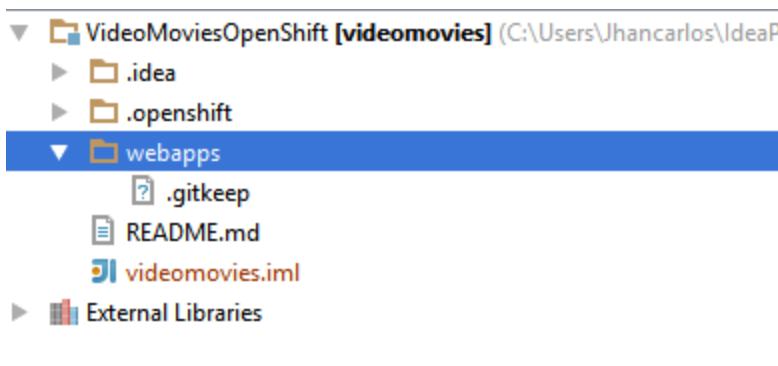 VideoMoviesOpenShift [videomovies] (C:\Users\Jhancarlos\IdeaP
.idea
.openshift
webapps
.gitkeep
README.md
videomovies.iml
External Libraries